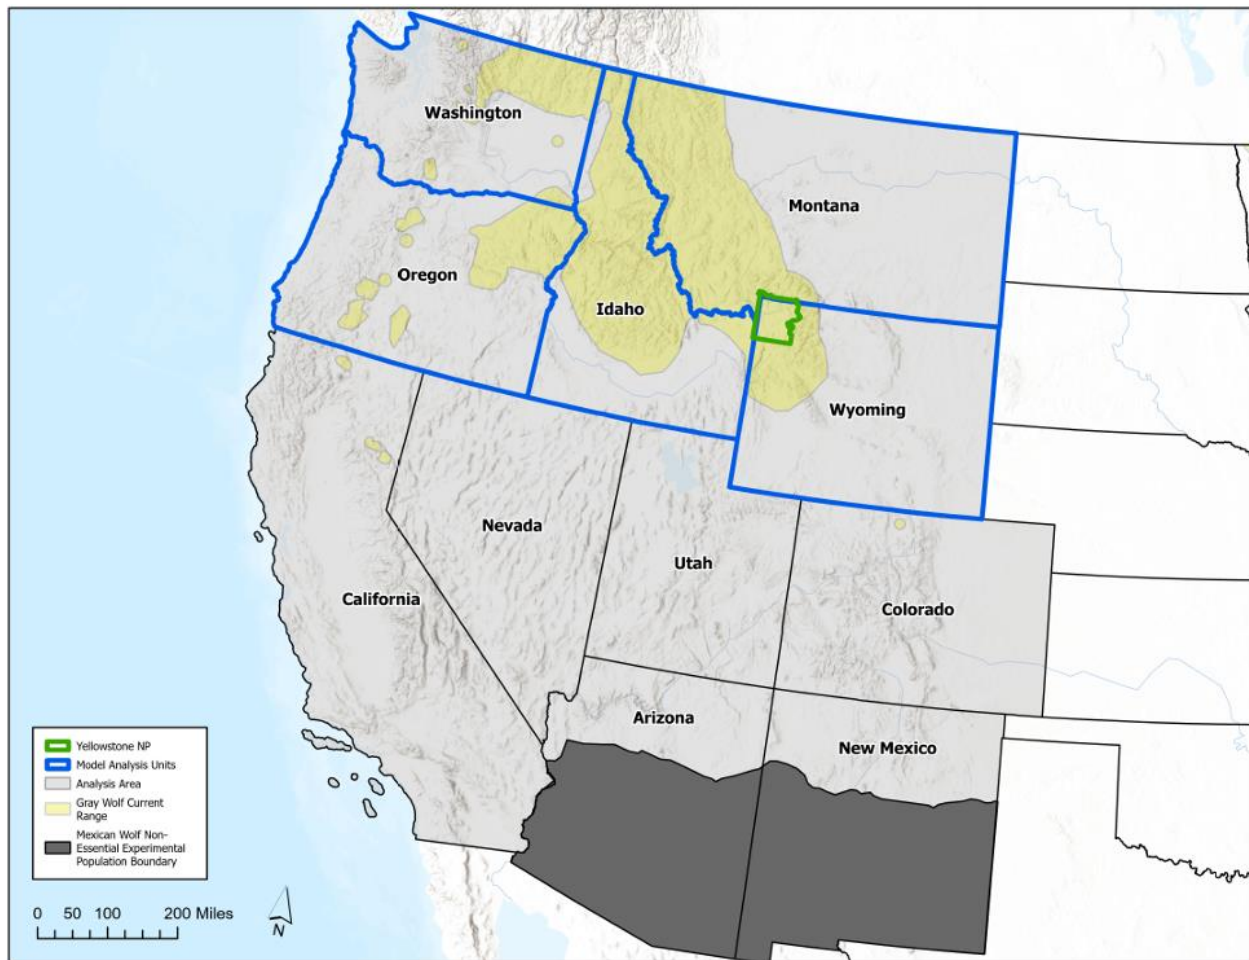 Washington
Montana
Oregon
Idaho
Wyoming
Nevada
Utah
California
Colorado
Arizona
New Mexico
Yellowstone NP
Model Analysis Units
Analysis Area
Gray Wolf Current
Range
Mexican Wolf Non-
Essential Experimental
Population Boundary
0 50 100 200 Miles
N